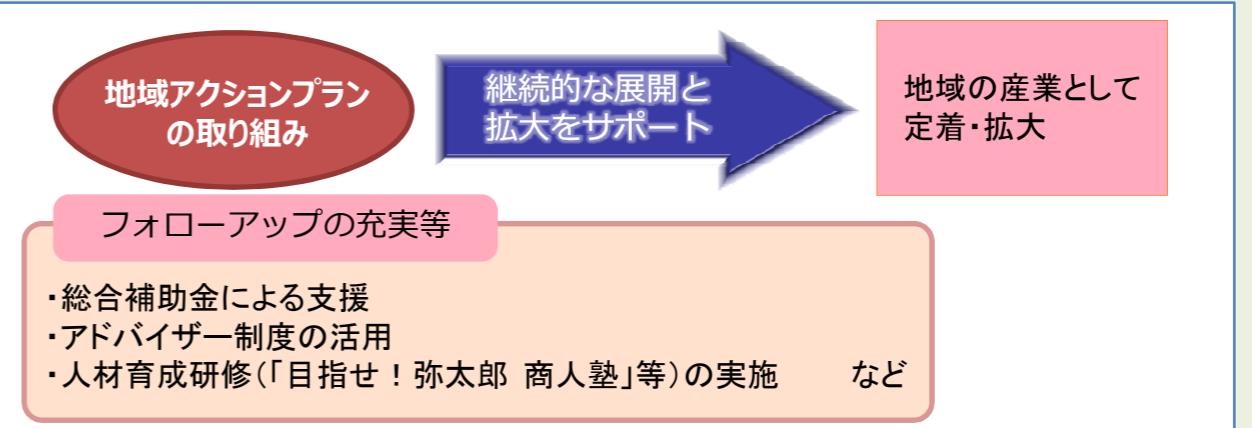 地域アクションプラン
の取り組み
継続的な展開と
拡大をサポート
地域の産業として
定着・拡大
フォローアップの充実等
・総合補助金による支援
・アドバイザー制度の活用
・人材育成研修(「目指せ！弥太郎 商人塾」等)の実施　　など